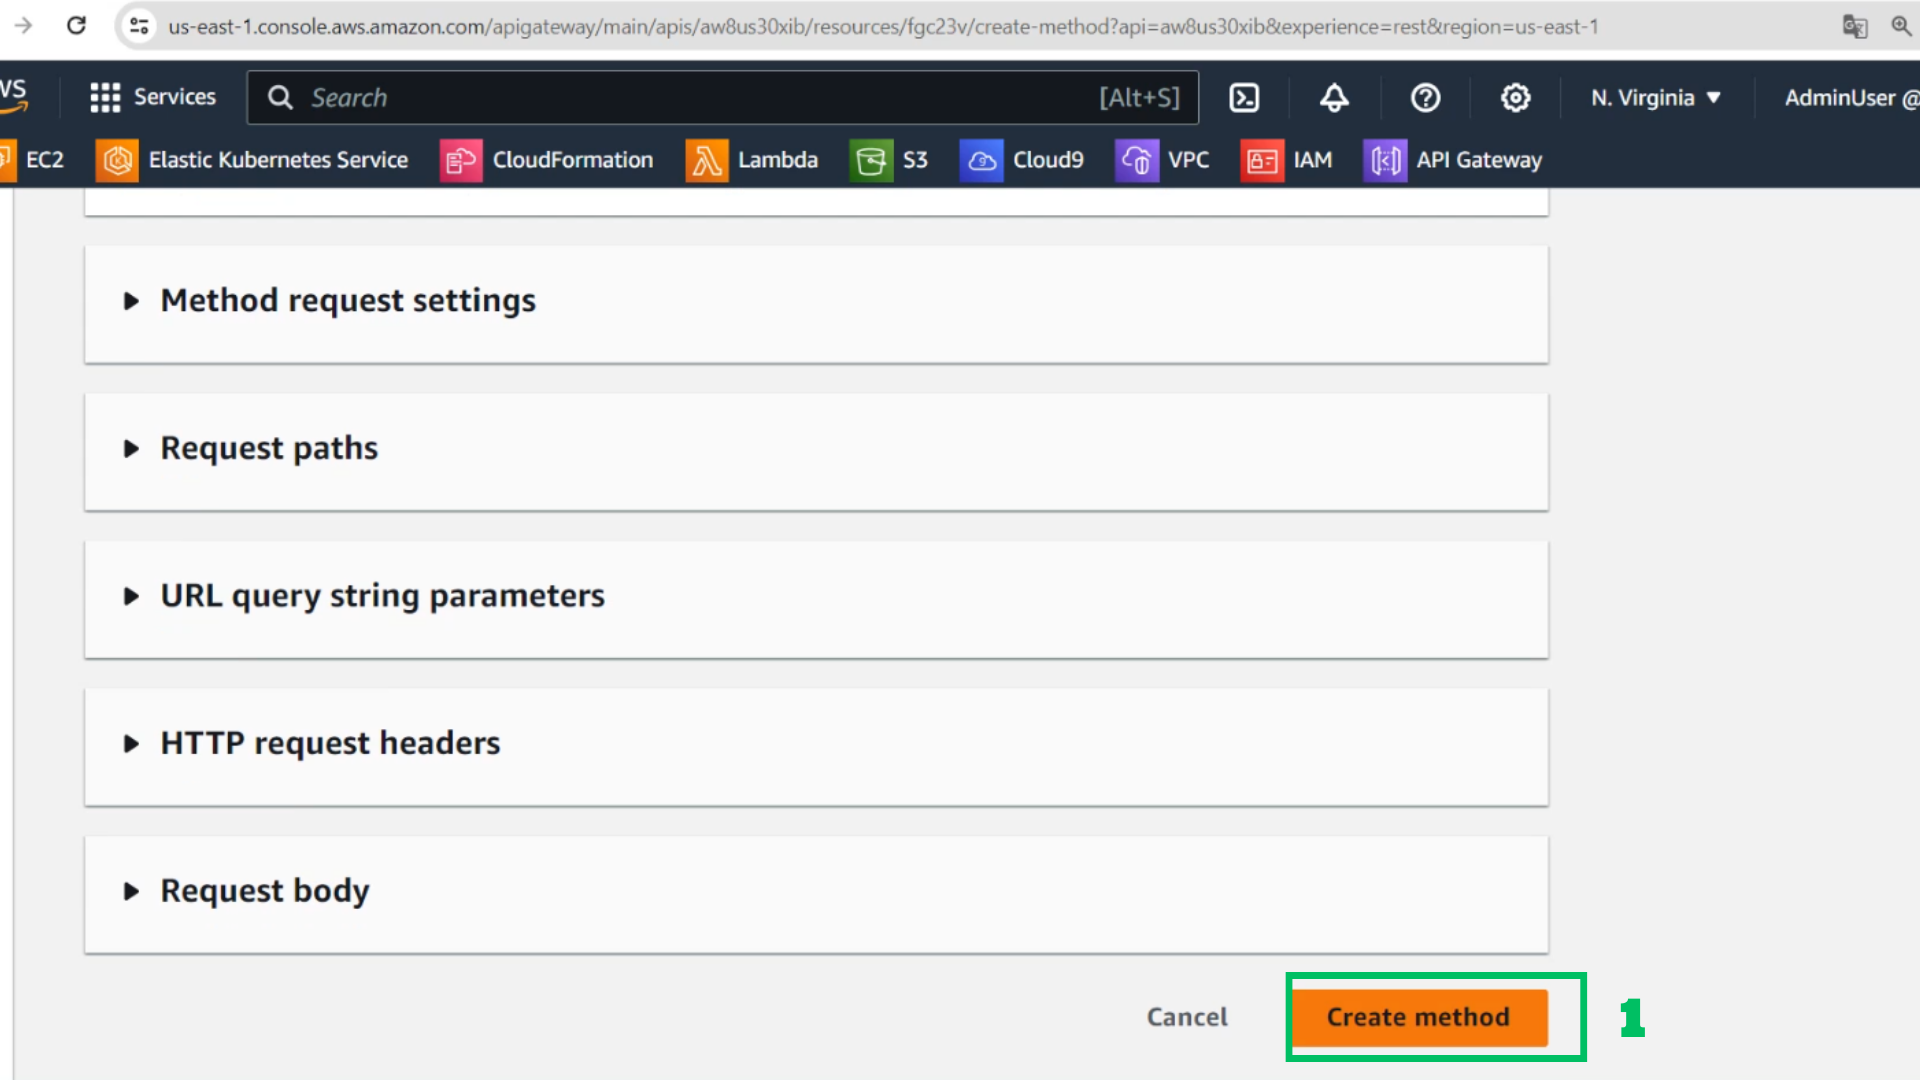 us-east-1.console.aws.amazon.com/apigateway/main/apis/aw8us30xib/resources/fgc23v/create-method?api=aw8us30xib&experience=rest&region=us-east-1
Services Search [Alt+S] N. Virginia ▼ AdminUser @
EC2 Elastic Kubernetes Service CloudFormation Lambda S3 Cloud9 VPC IAM API Gateway
Method request settings
Request paths
URL query string parameters
HTTP request headers
Request body
Cancel Create method 1